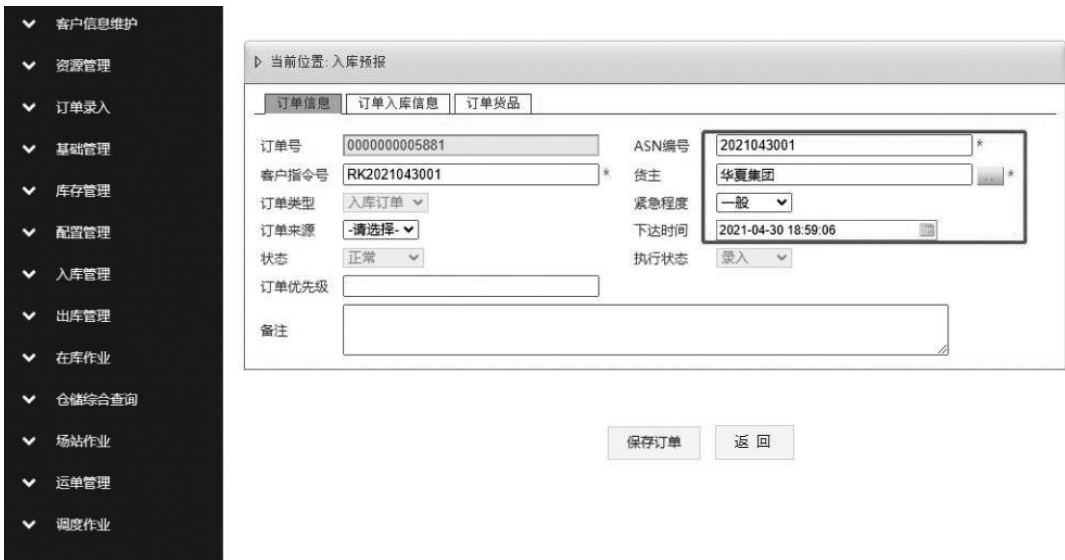 客户信息维护
资源管理
订单录入
基础管理
库存管理
配置管理
入库管理
出库管理
在库作业
仓储综合查询
场站作业
运单管理
调度作业
当前位置:入库预报
订单信息 订单入库信息 订单货品
订单号 0000000005881 ASN编号 2021043001 *
客户指令号 RK2021043001 * 货主 华夏集团 .. *
订单类型 入库订单 紧急程度 一般
订单来源 -请选择- 下达时间 2021-04-30 18:59:06
状态 正常 执行状态 录入
订单优先级
备注
保存订单 返 回